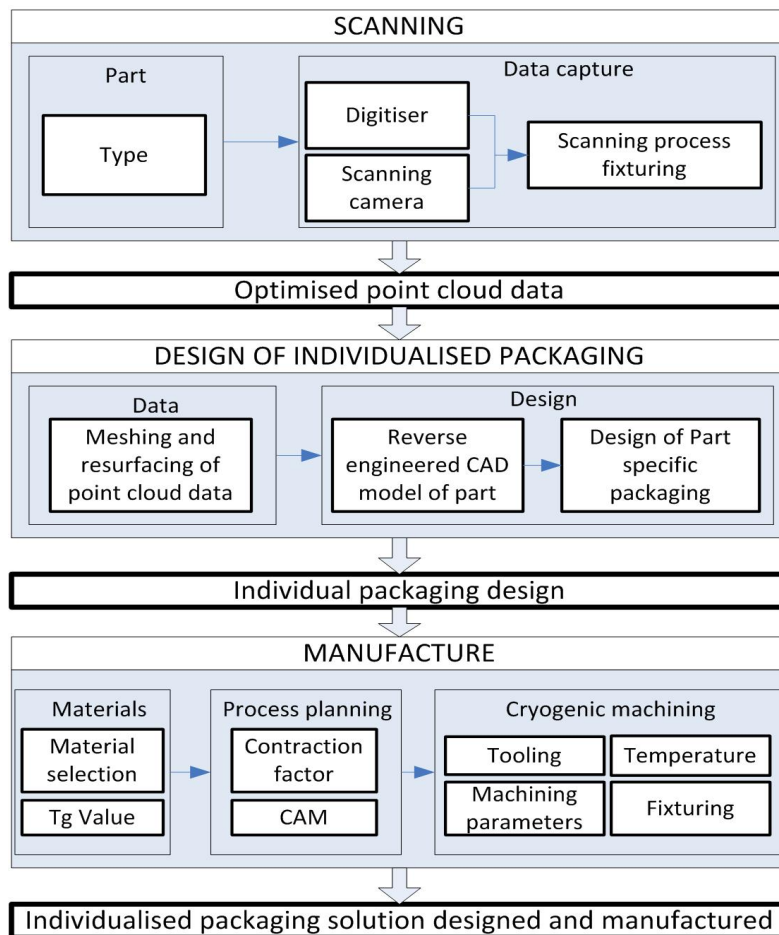 SCANNING
Part
Type
Data capture
Digitiser
Scanning
camera
Scanning process
fixturing
Optimised point cloud data
DESIGN OF INDIVIDUALISED PACKAGING
Data
Meshing and
resurfacing of
point cloud data
Design
Reverse
engineered CAD
model of part
Design of Part
specific
packaging
Individual packaging design
MANUFACTURE
Materials
Material
selection
Tg Value
Process planning
Contraction
factor
CAM
Cryogenic machining
Tooling
Temperature
Machining
parameters
Fixturing
Individualised packaging solution designed and manufactured